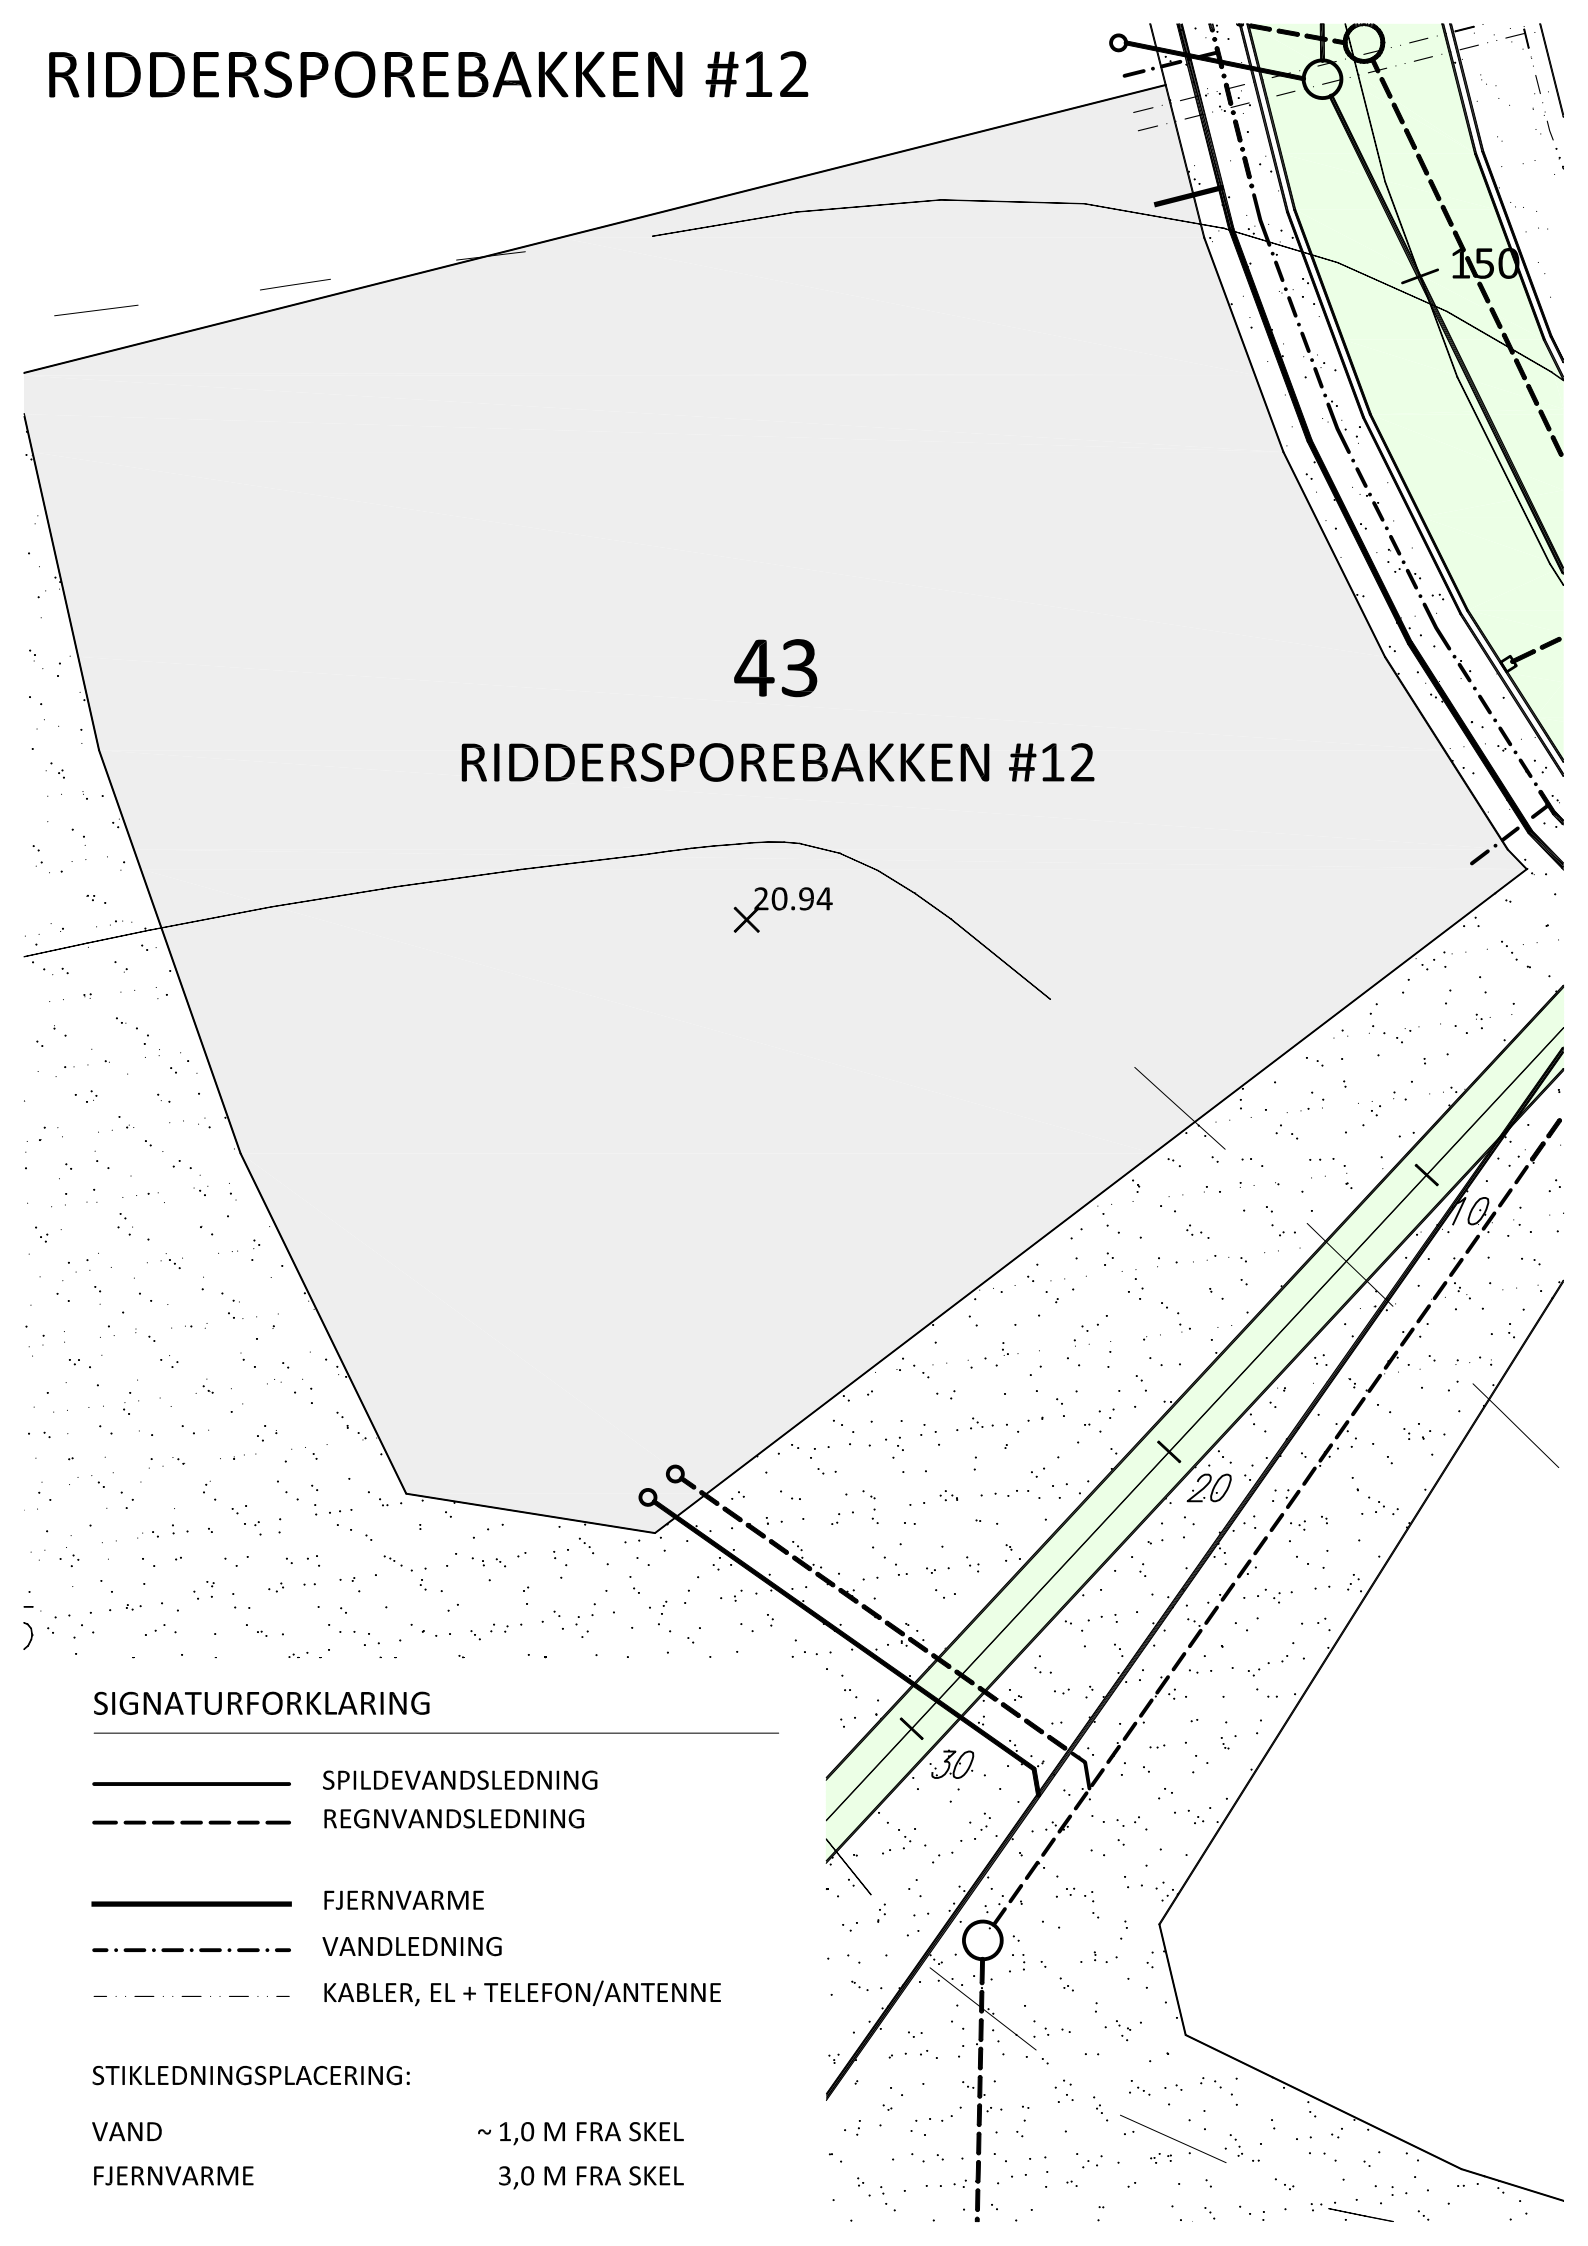 RIDDERSPOREBAKKEN #12
150
43
RIDDERSPOREBAKKEN #12
20.94
10
20
30
SIGNATURFORKLARING
SPILDEVANDSLEDNING
REGNVANDSLEDNING
FJERNVARME
VANDLEDNING
KABLER, EL + TELEFON/ANTENNE
STIKLEDNINGSPLACERING:
VAND ~ 1,0 M FRA SKEL
FJERNVARME 3,0 M FRA SKEL